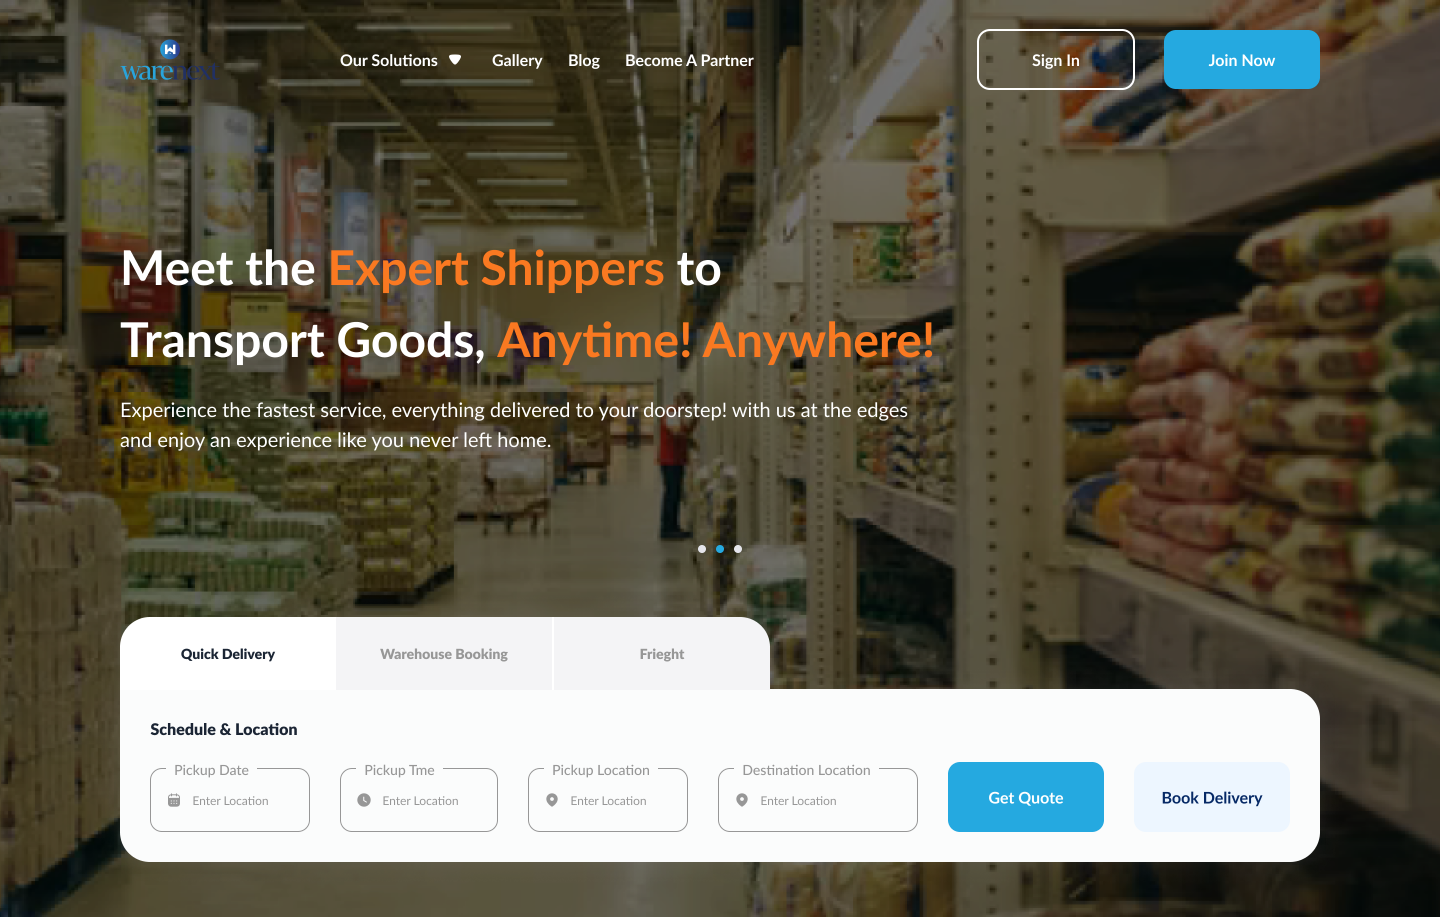 warenext
Our Solutions
Gallery
Blog
Become A Partner
Sign In
Join Now
Meet the Expert Shippers to
Transport Goods, Anytime! Anywhere!
Experience the fastest service, everything delivered to your doorstep! with us at the edges
and enjoy an experience like you never left home.
Quick Delivery
Warehouse Booking
Frieght
Schedule & Location
Pickup Date
Enter Location
Pickup Tme
Enter Location
Pickup Location
Enter Location
Destination Location
Enter Location
Get Quote
Book Delivery